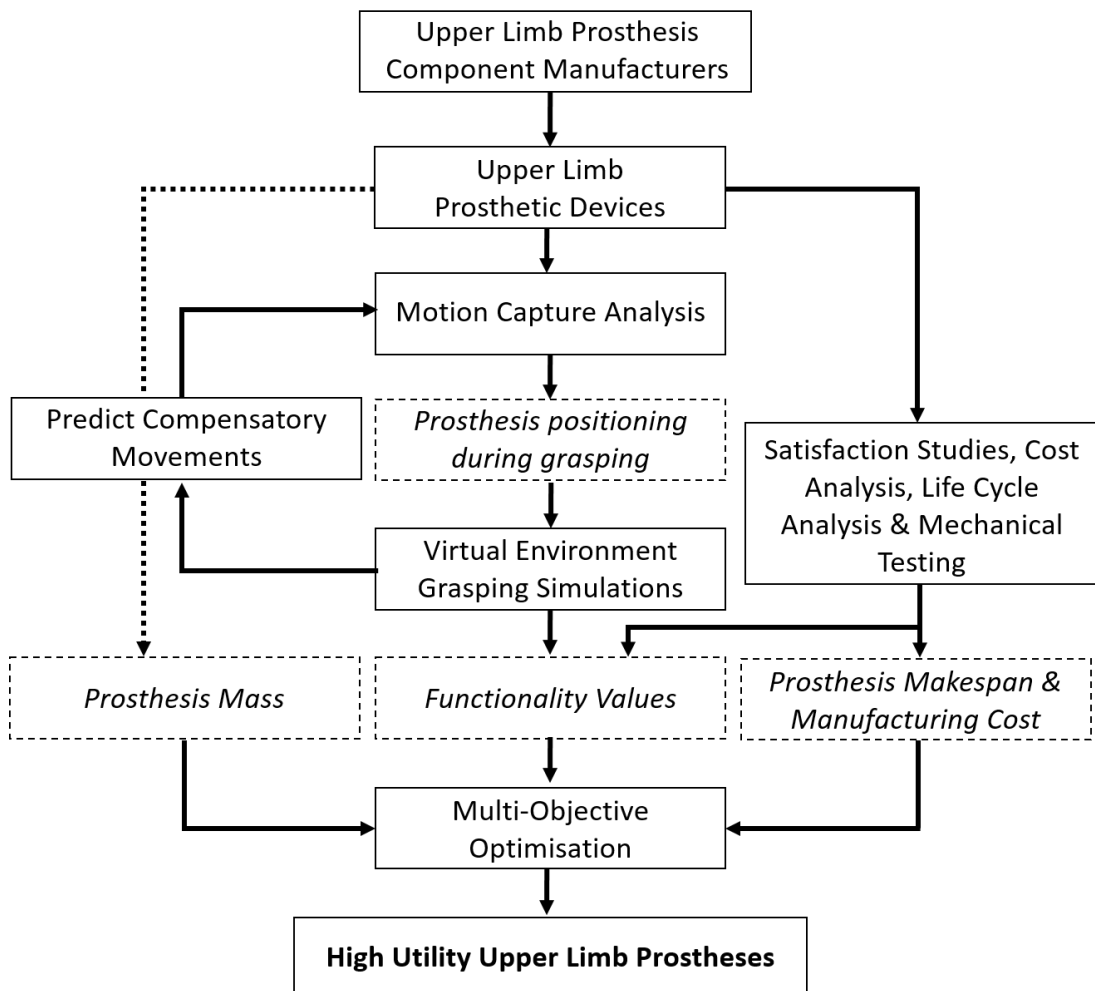 Upper Limb Prosthesis
Component Manufacturers
Upper Limb
Prosthetic Devices
Motion Capture Analysis
Predict Compensatory
Movements
Prosthesis positioning
during grasping
Satisfaction Studies, Cost
Analysis, Life Cycle
Analysis & Mechanical
Testing
Virtual Environment
Grasping Simulations
Prosthesis Mass
Functionality Values
Prosthesis Makespan &
Manufacturing Cost
Multi-Objective
Optimisation
High Utility Upper Limb Prostheses